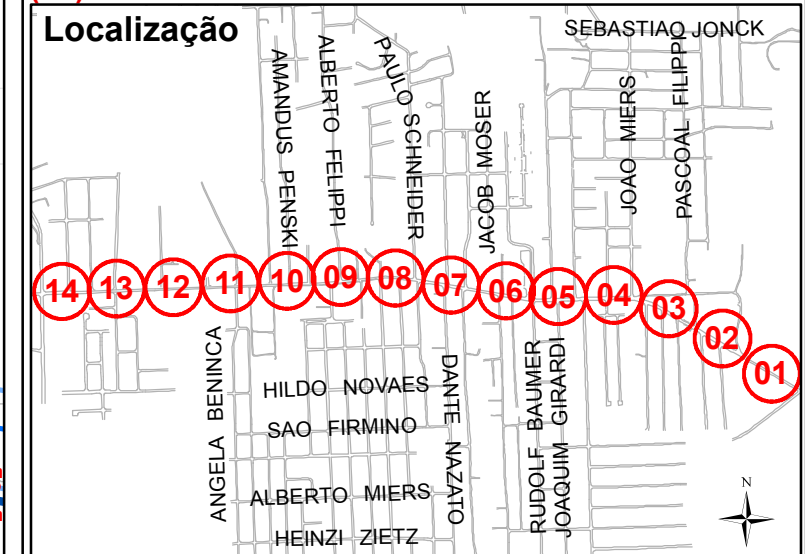 Localização
SEBASTIAO JONCK
AMANDUS PENSKI
ALBERTO FELIPPI
PAULO SCHNEIDER
JACOB MOSER
JOAO MIERS
PASCOAL FILIPPI
14
13
12
11
10
09
08
07
06
05
04
03
02
01
ANGELA BENINCA
HILDO NOVAES
SAO FIRMINO
ALBERTO MIERS
HEINZI ZIETZ
DANTE NAZATO
RUDOLF BAUMER
JOAQUIM GIRARDI
N